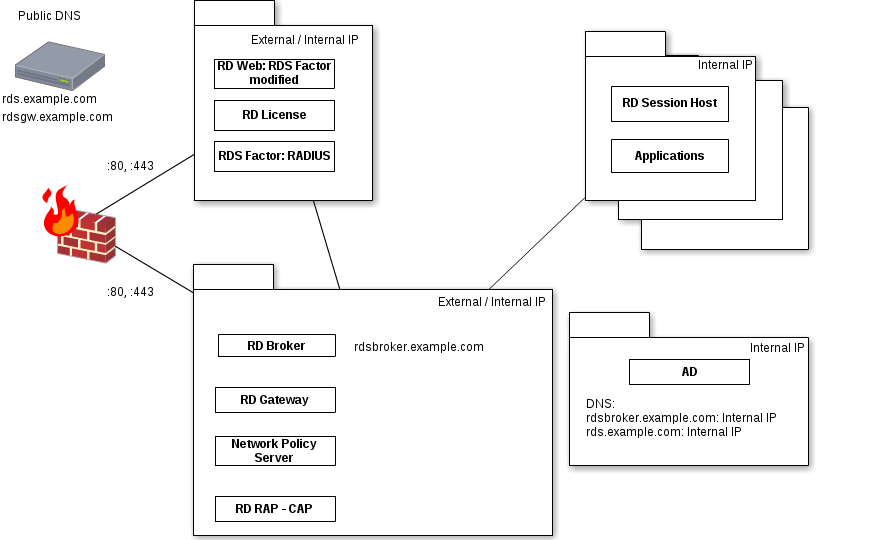 Public DNS
rds.example.com
rdsgw.example.com
:80, :443
:80, :443
External / Internal IP
RD Web: RDS Factor
modified
RD License
RDS Factor: RADIUS
Internal IP
RD Session Host
Applications
External / Internal IP
RD Broker
rdsbroker.example.com
RD Gateway
Network Policy
Server
RD RAP - CAP
Internal IP
AD
DNS:
rdsbroker.example.com: Internal IP
rds.example.com: Internal IP